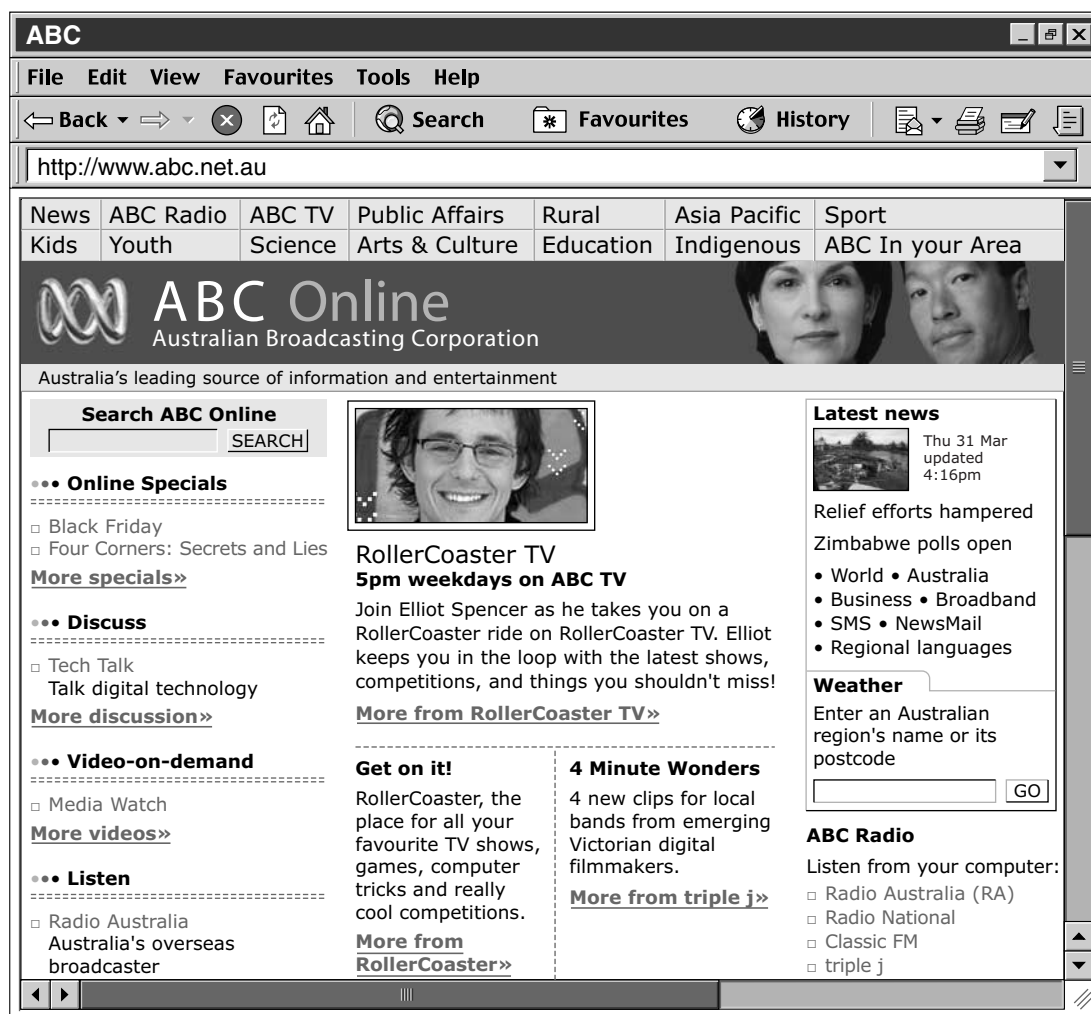 ABC
File Edit View Favourites Tools Help
Back Search Favourites History
http://www.abc.net.au
News ABC Radio ABC TV Public Affairs Rural Asia Pacific Sport
Kids Youth Science Arts & Culture Education Indigenous ABC In your Area
ABC Online
Australian Broadcasting Corporation
Australia's leading source of information and entertainment
Search ABC Online
SEARCH
Online Specials
Black Friday
Four Corners: Secrets and Lies
More specials»
Discuss
Tech Talk
Talk digital technology
More discussion»
Video-on-demand
Media Watch
More videos»
Listen
Radio Australia
Australia's overseas
broadcaster
RollerCoaster TV
5pm weekdays on ABC TV
Join Elliot Spencer as he takes you on a
RollerCoaster ride on RollerCoaster TV. Elliot
keeps you in the loop with the latest shows,
competitions, and things you shouldn't miss!
More from RollerCoaster TV»
Get on it!
RollerCoaster, the
place for all your
favourite TV shows,
games, computer
tricks and really
cool competitions.
More from
RollerCoaster»
4 Minute Wonders
4 new clips for local
bands from emerging
Victorian digital
filmmakers.
More from triple j»
Latest news
Thu 31 Mar
updated
4:16pm
Relief efforts hampered
Zimbabwe polls open
• World • Australia
• Business • Broadband
• SMS • NewsMail
• Regional languages
Weather
Enter an Australian
region's name or its
postcode
GO
ABC Radio
Listen from your computer:
Radio Australia (RA)
Radio National
Classic FM
triple j